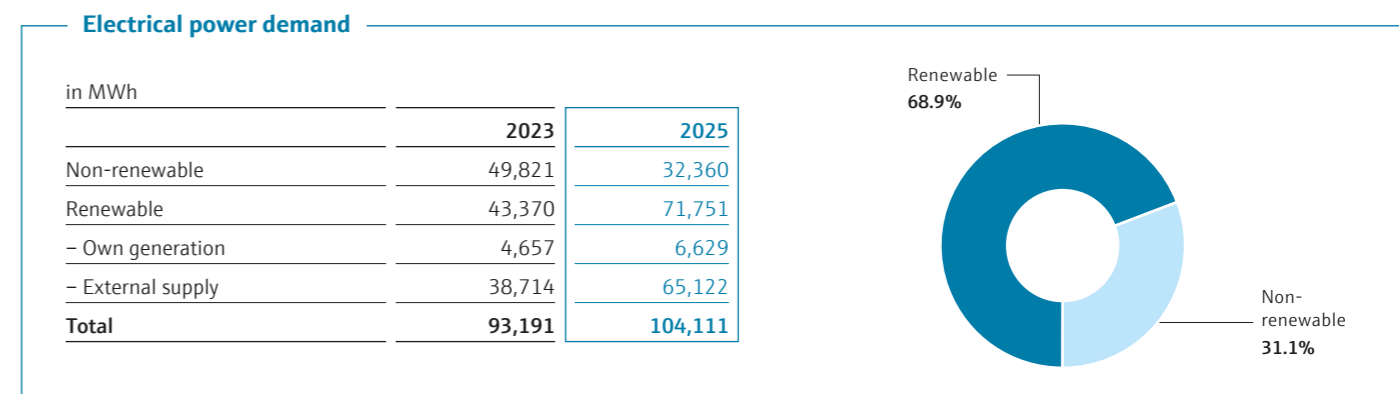 Electrical power demand
in MWh
2023 2025
Non-renewable 49,821 32,360
Renewable 43,370 71,751
– Own generation 4,657 6,629
– External supply 38,714 65,122
Total 93,191 104,111
Renewable
68.9%
Non-
renewable
31.1%